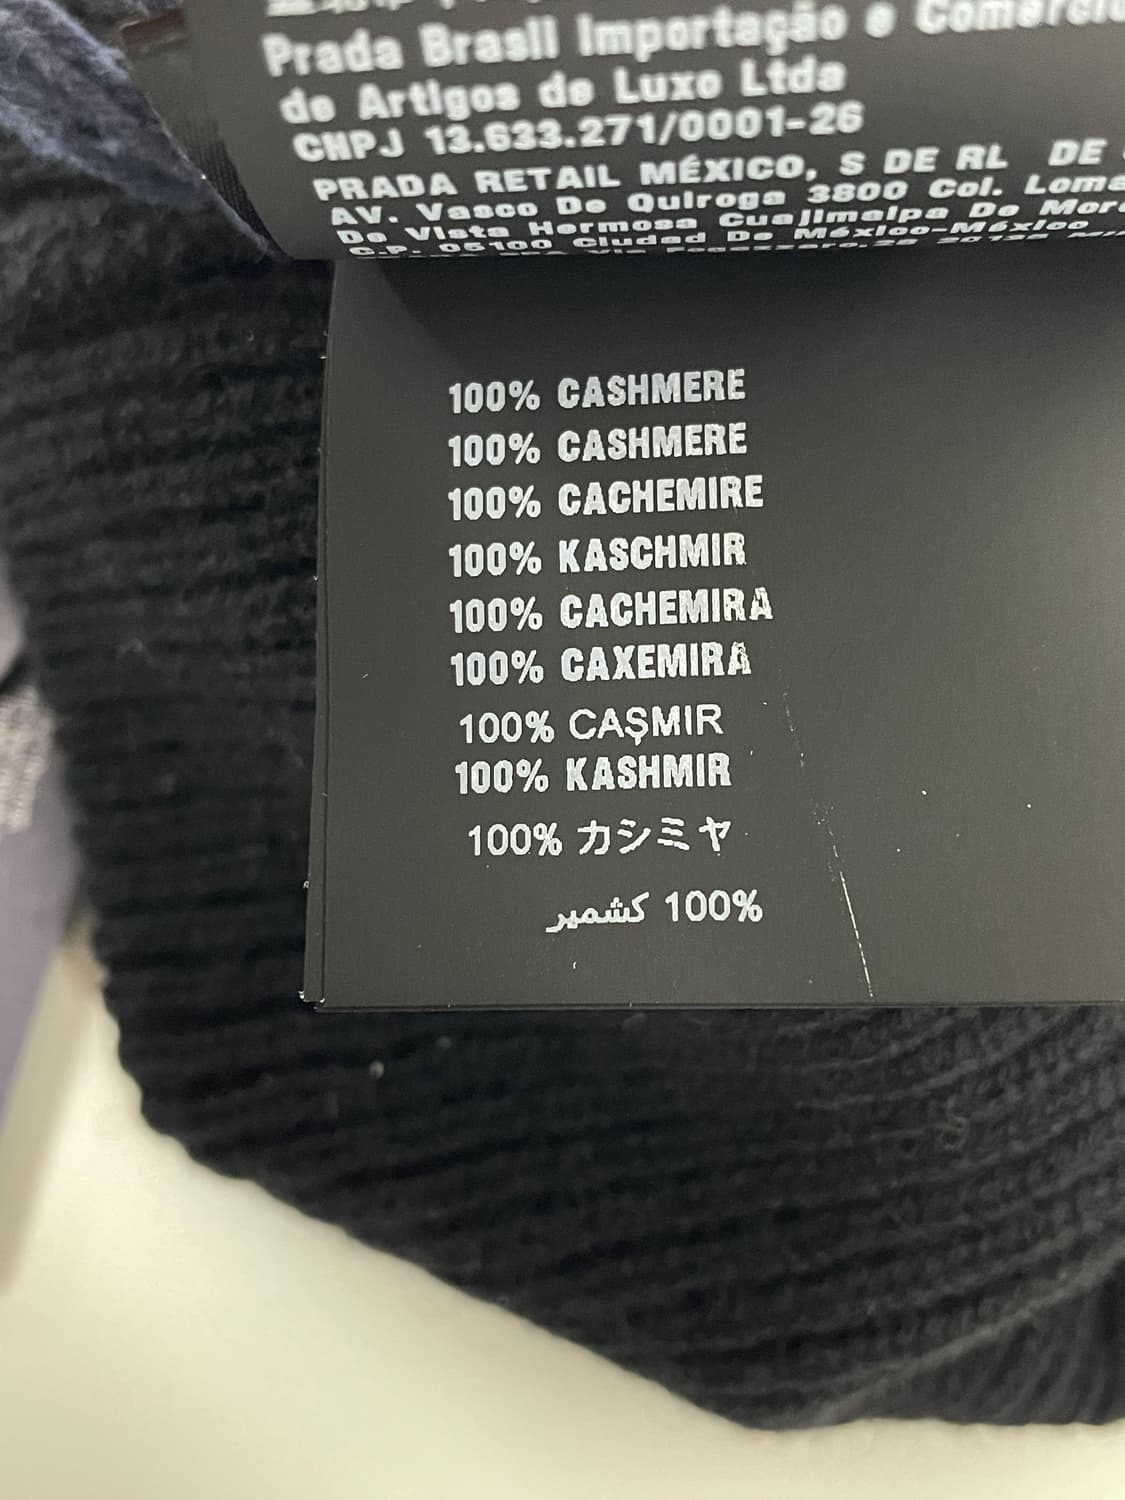 Prada Brasil Importação e Comérci
de Artigos de Luxo Ltda
CNPJ 13.633.271/0001-26
PRADA RETAIL MÉXICO, S DE RL DE
AV. Vasco De Quiroga 3800 Col. Loma
De Vista Hermosa Cuajimalpa De Mor
C.P. 05100 Ciudad De México-México
100% CASHMERE
100% CASHMERE
100% CACHEMIRE
100% KASCHMIR
100% CACHEMIRA
100% CAXEMIRA
100% CAŞMIR
100% KASHMIR
100% カシミヤ
100% كشمير